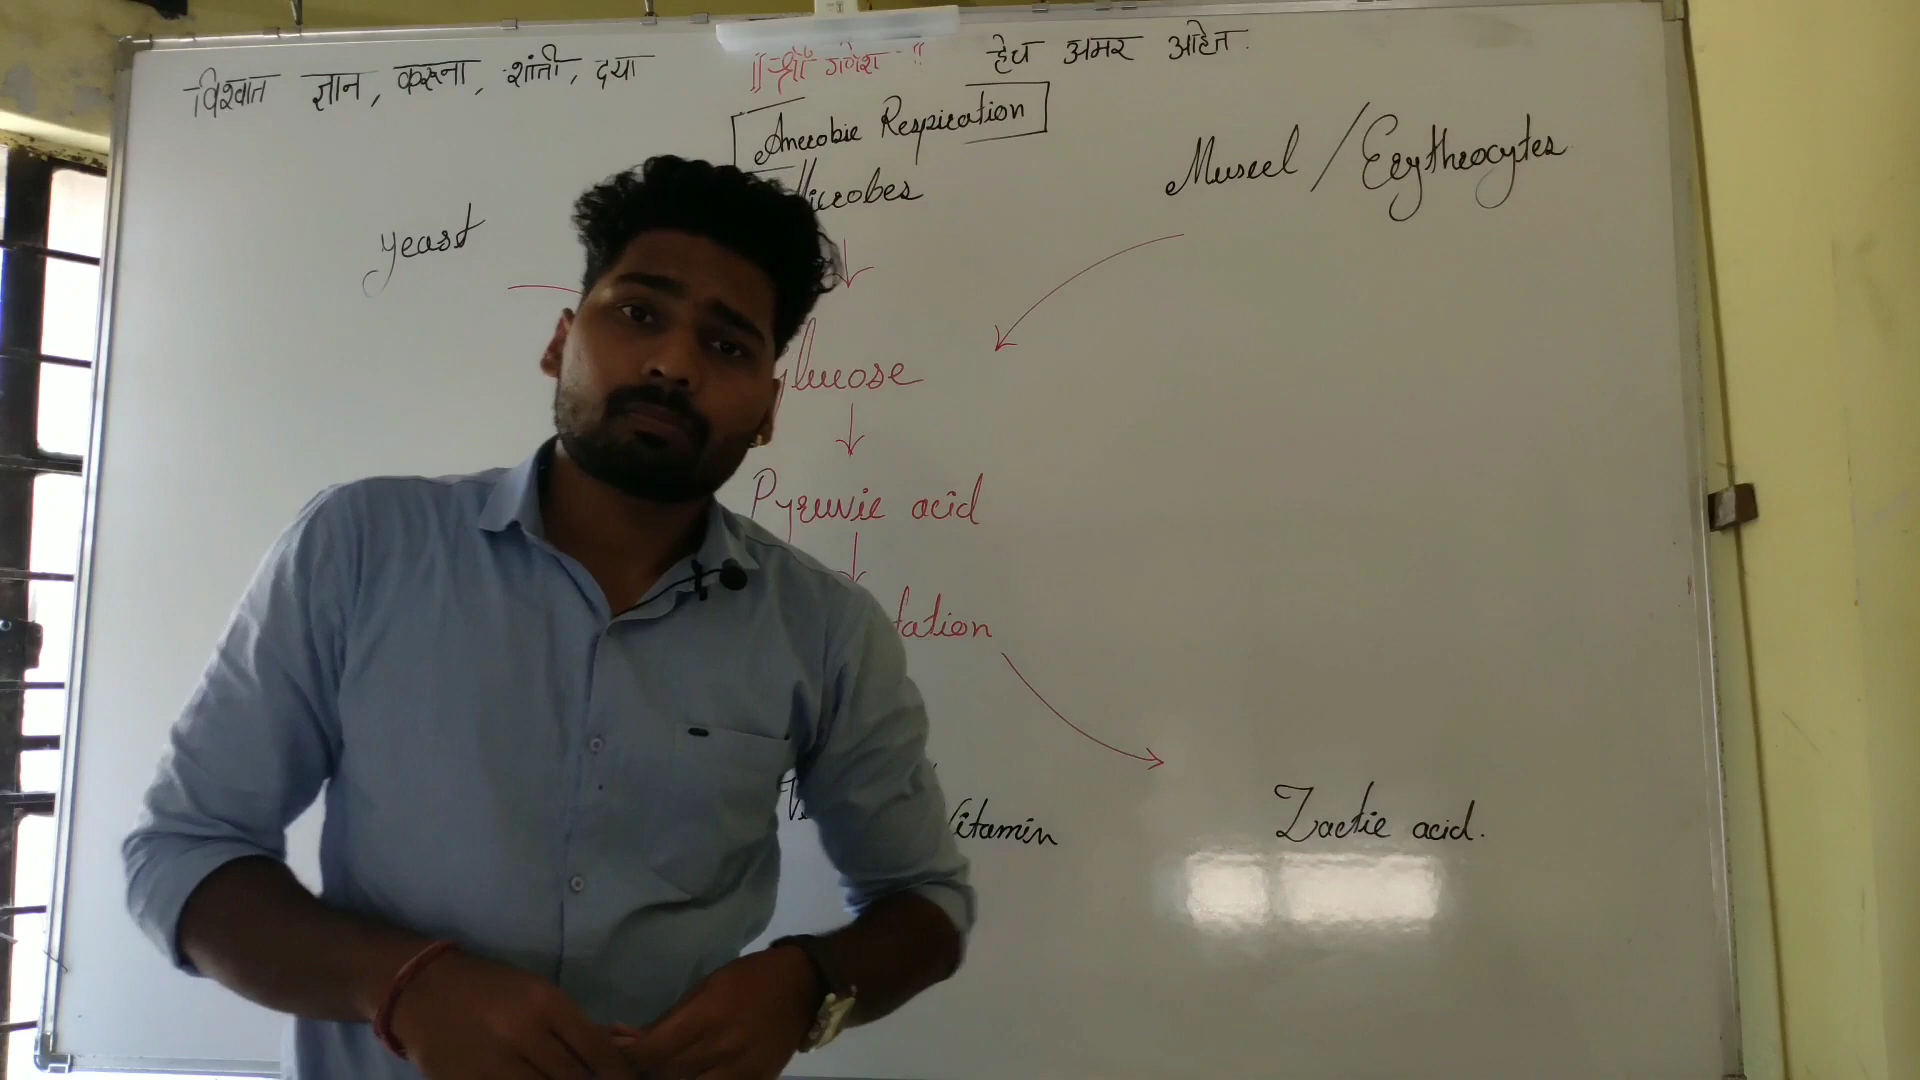 विश्वात ज्ञान, करूना, शांती, दया ॥ श्री गणेश ॥ हेच अमर आहेत.
Anerobic Respiration
yeast Microbes Muscel / Erythrocytes
glucose
Pyruvic acid
tation
Vitamin Lactic acid.